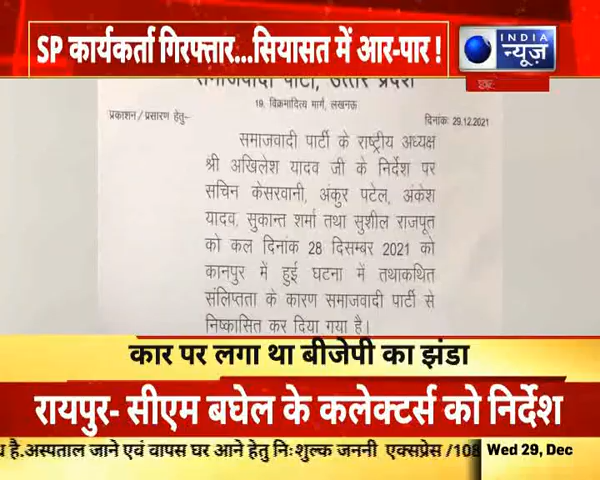 SP कार्यकर्ता गिरफ्तार...सियासत में आर-पार !
INDIA
न्यूज़
समाजवादी पार्टी, उत्तर प्रदेश
19, विक्रमादित्य मार्ग, लखनऊ
प्रकाशन/प्रसारण हेतु-
दिनांक: 29.12.2021
समाजवादी पार्टी के राष्ट्रीय अध्यक्ष
श्री अखिलेश यादव जी के निर्देश पर
सचिन केसरवानी, अंकुर पटेल, अंकेश
यादव, सुकान्त शर्मा तथा सुशील राजपूत
को कल दिनांक 28 दिसम्बर 2021 को
कानपुर में हुई घटना में तथाकथित
संलिप्तता के कारण समाजवादी पार्टी से
निष्कासित कर दिया गया है।
कार पर लगा था बीजेपी का झंडा
रायपुर- सीएम बघेल के कलेक्टर्स को निर्देश
है.अस्पताल जाने एवं वापस घर आने हेतु निःशुल्क जननी एक्सप्रेस /108
Wed 29, Dec